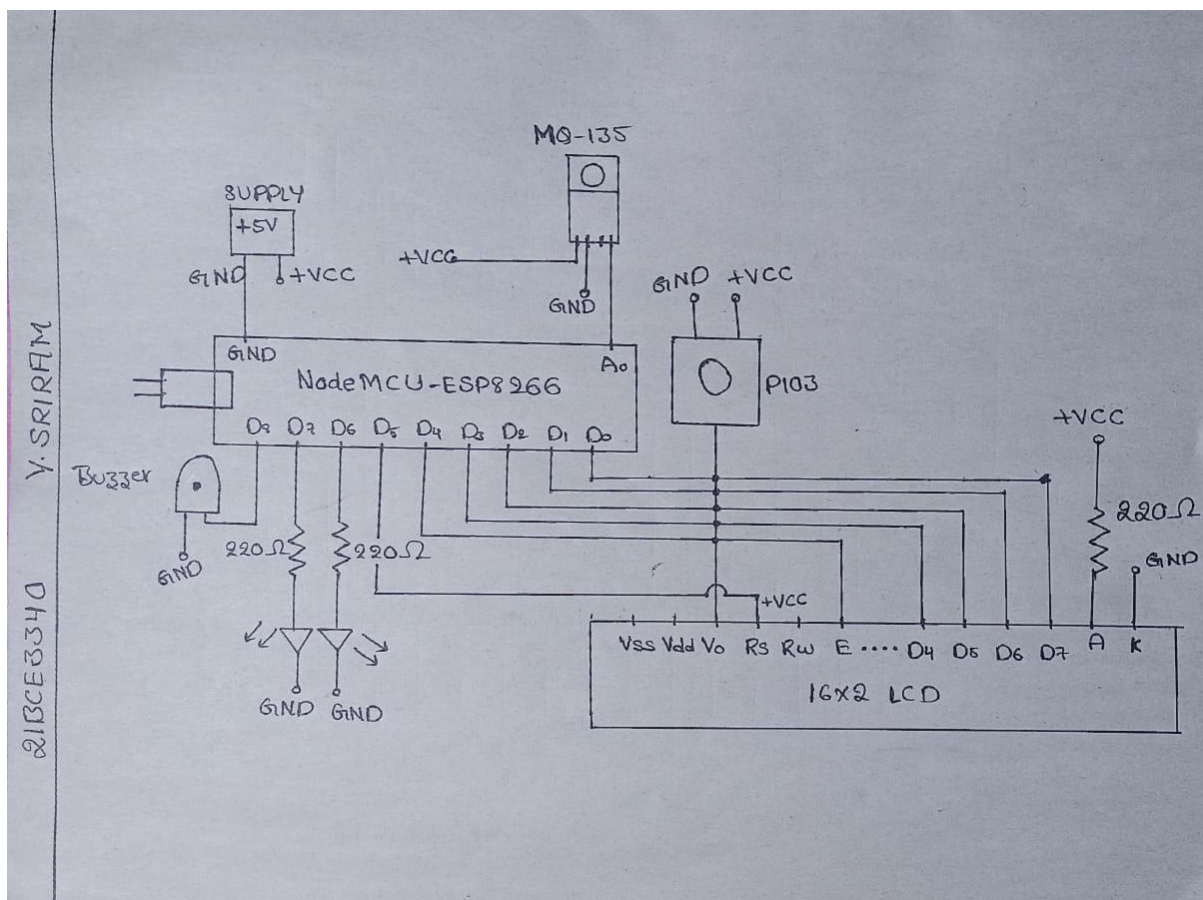 MQ-135
SUPPLY
+5V
GND +VCC
+VCC
GND
GND +VCC
P103
GND A0
NodeMCU-ESP8266
D8 D7 D6 D5 D4 D3 D2 D1 D0
Buzzer
GND
220Ω 220Ω
GND GND
+VCC
220Ω
GND
+VCC
Vss Vdd Vo Rs Rw E .... D4 D5 D6 D7 A K
16x2 LCD
21BCE3340 Y. SRIRAM